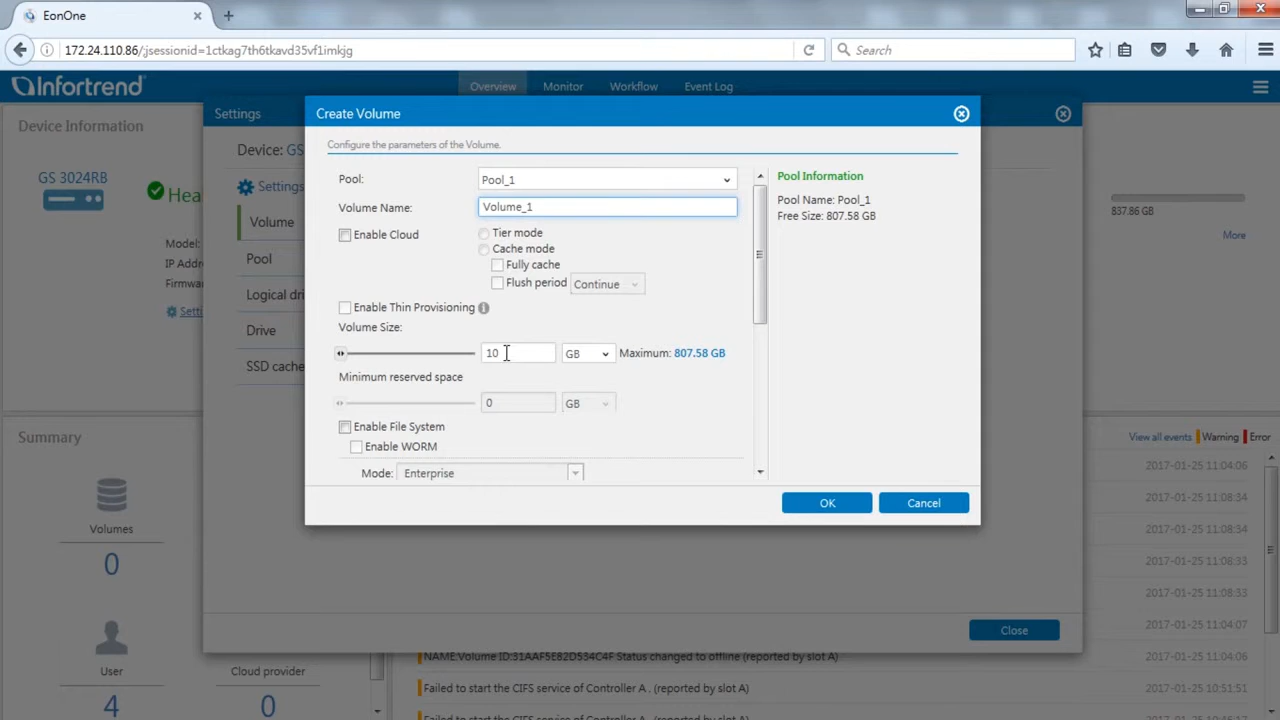 EonOne
172.24.110.86/;jsessionid=1ctkag7th6tkavd35vf1imkjg
Search
Infortrend
Overview
Monitor
Workflow
Event Log
Device Information
Settings
Create Volume
Device: GS
Configure the parameters of the Volume.
GS 3024RB
Settings
Pool:
Pool_1
Pool Information
Volume Name:
Volume_1
Pool Name: Pool_1
Free Size: 807.58 GB
837.86 GB
Volume
Enable Cloud
Tier mode
More
Model:
Cache mode
Pool
Fully cache
IP Addre
Flush period
Continue
Firmwar
Logical dri
Setti
Enable Thin Provisioning
Drive
Volume Size:
SSD cache
10
GB
Maximum: 807.58 GB
Minimum reserved space
0
GB
Enable File System
Summary
View all events
Warning
Error
Enable WORM
2017-01-25 11:04:06
Mode:
Enterprise
2017-01-25 11:08:34
OK
Cancel
Volumes
2017-01-25 11:08:34
0
2017-01-25 11:08:33
2017-01-25 11:08:33
2017-01-25 11:04:07
Close
NAME:Volume ID:31AAF5E82D534C4F Status changed to offline (reported by slot A)
2017-01-25 11:04:06
User
Cloud provider
Failed to start the CIFS service of Controller A . (reported by slot A)
2017-01-25 10:51:51
4
0